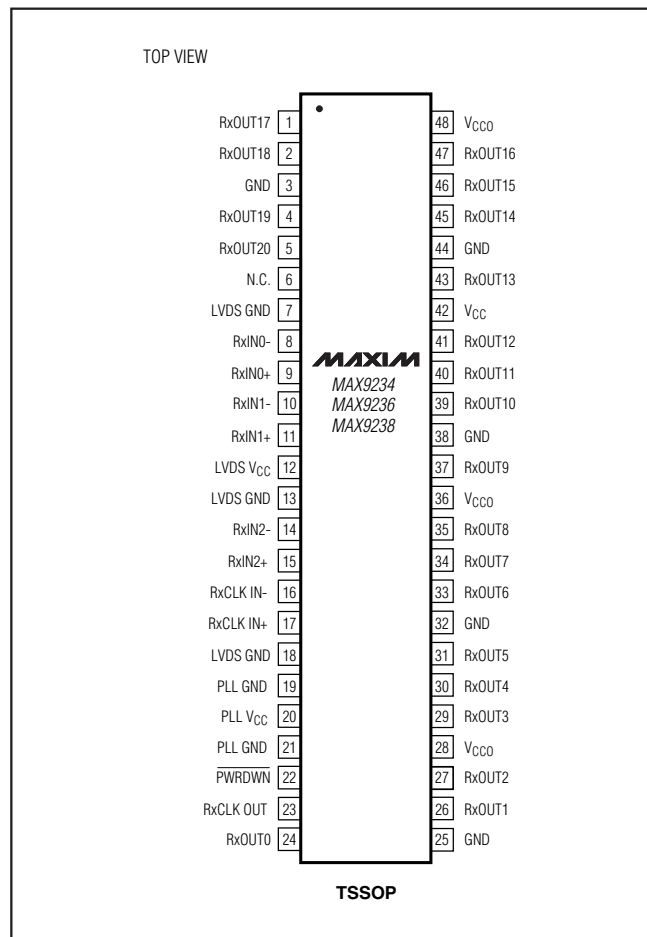 TOP VIEW
RxOUT17 1 48 VCCO
RxOUT18 2 47 RxOUT16
GND 3 46 RxOUT15
RxOUT19 4 45 RxOUT14
RxOUT20 5 44 GND
N.C. 6 43 RxOUT13
LVDS GND 7 42 VCC
RxIN0- 8 41 RxOUT12
MAXIM
RxIN0+ 9 40 RxOUT11
MAX9234
RxIN1- 10 39 RxOUT10
MAX9236
MAX9238
RxIN1+ 11 38 GND
LVDS VCC 12 37 RxOUT9
LVDS GND 13 36 VCCO
RxIN2- 14 35 RxOUT8
RxIN2+ 15 34 RxOUT7
RxCLK IN- 16 33 RxOUT6
RxCLK IN+ 17 32 GND
LVDS GND 18 31 RxOUT5
PLL GND 19 30 RxOUT4
PLL VCC 20 29 RxOUT3
PLL GND 21 28 VCCO
PWRDWN 22 27 RxOUT2
RxCLK OUT 23 26 RxOUT1
RxOUT0 24 25 GND
TSSOP